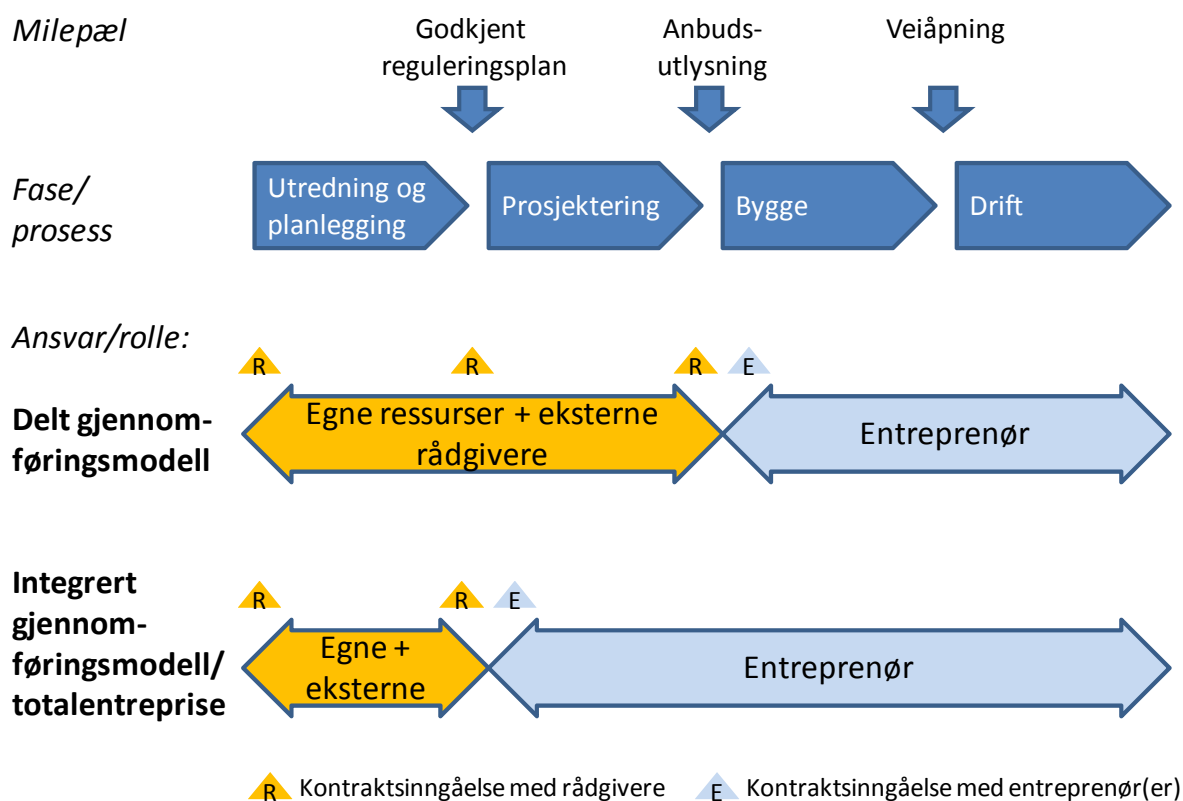 Milepæl
Godkjent
reguleringsplan
Anbuds-
utlysning
Veiåpning
Fase/
prosess
Utredning og
planlegging
Prosjektering
Bygge
Drift
Ansvar/rolle:
R
R
R
E
Delt gjennom-
føringsmodell
Egne ressurser + eksterne
rådgivere
Entreprenør
Integrert
gjennom-
føringsmodell/
totalentreprise
R
R
E
Egne +
eksterne
Entreprenør
R Kontraktsinngåelse med rådgivere
E Kontraktsinngåelse med entreprenør(er)